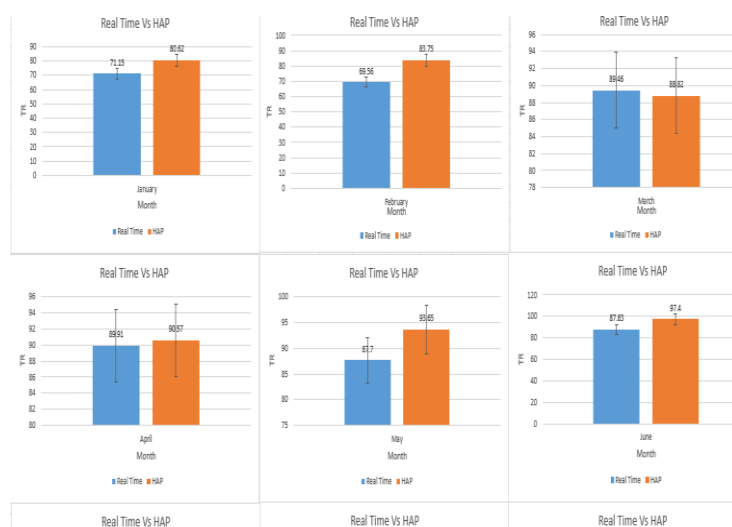 Real Time Vs HAP
90
80
70
60
50
40
30
20
10
0
TR
71.15
80.62
January
Month
Real Time HAP
Real Time Vs HAP
100
90
80
70
60
50
40
30
20
10
0
TR
69.56
83.75
February
Month
Real Time HAP
Real Time Vs HAP
96
94
92
90
88
86
84
82
80
78
TR
89.46
88.82
March
Month
Real Time HAP
Real Time Vs HAP
96
94
92
90
88
86
84
82
80
TR
89.91
90.57
April
Month
Real Time HAP
Real Time Vs HAP
100
95
90
85
80
75
TR
87.7
93.65
May
Month
Real Time HAP
Real Time Vs HAP
120
100
80
60
40
20
0
TR
87.83
97.4
June
Month
Real Time HAP
Real Time Vs HAP
Real Time Vs HAP
Real Time Vs HAP